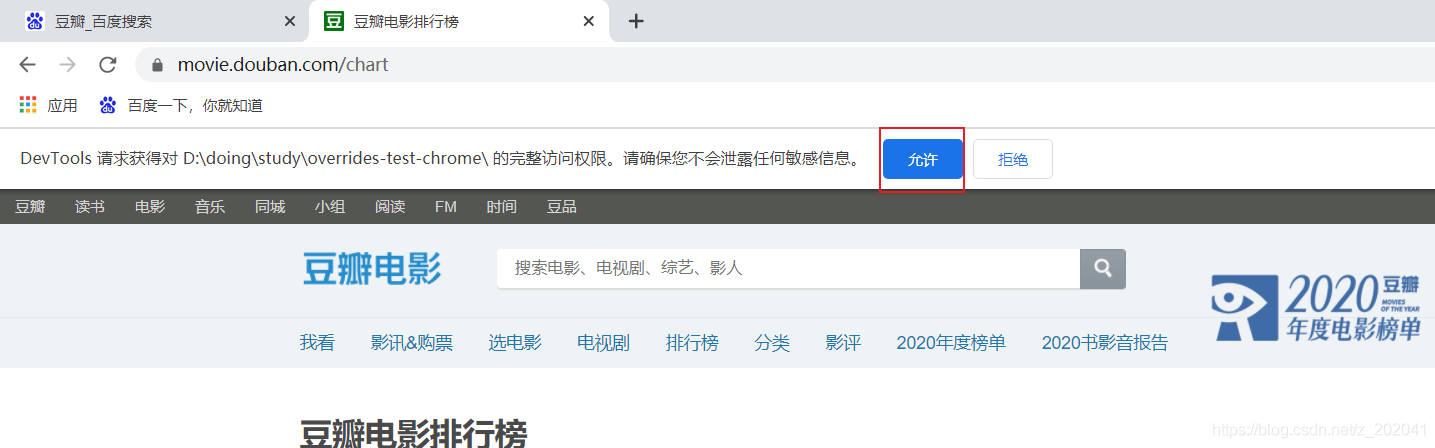 豆瓣_百度搜索
豆瓣电影排行榜
movie.douban.com/chart
应用 百度一下，你就知道
DevTools 请求获得对 D:\doing\study\overrides-test-chrome\ 的完整访问权限。请确保您不会泄露任何敏感信息。 允许 拒绝
豆瓣 读书 电影 音乐 同城 小组 阅读 FM 时间 豆品
豆瓣电影
搜索电影、电视剧、综艺、影人
2020 豆瓣
MOVIES OF THE YEAR
年度电影榜单
我看 影讯&购票 选电影 电视剧 排行榜 分类 影评 2020年度榜单 2020书影音报告
豆瓣电影排行榜
https://blog.csdn.net/z_202041